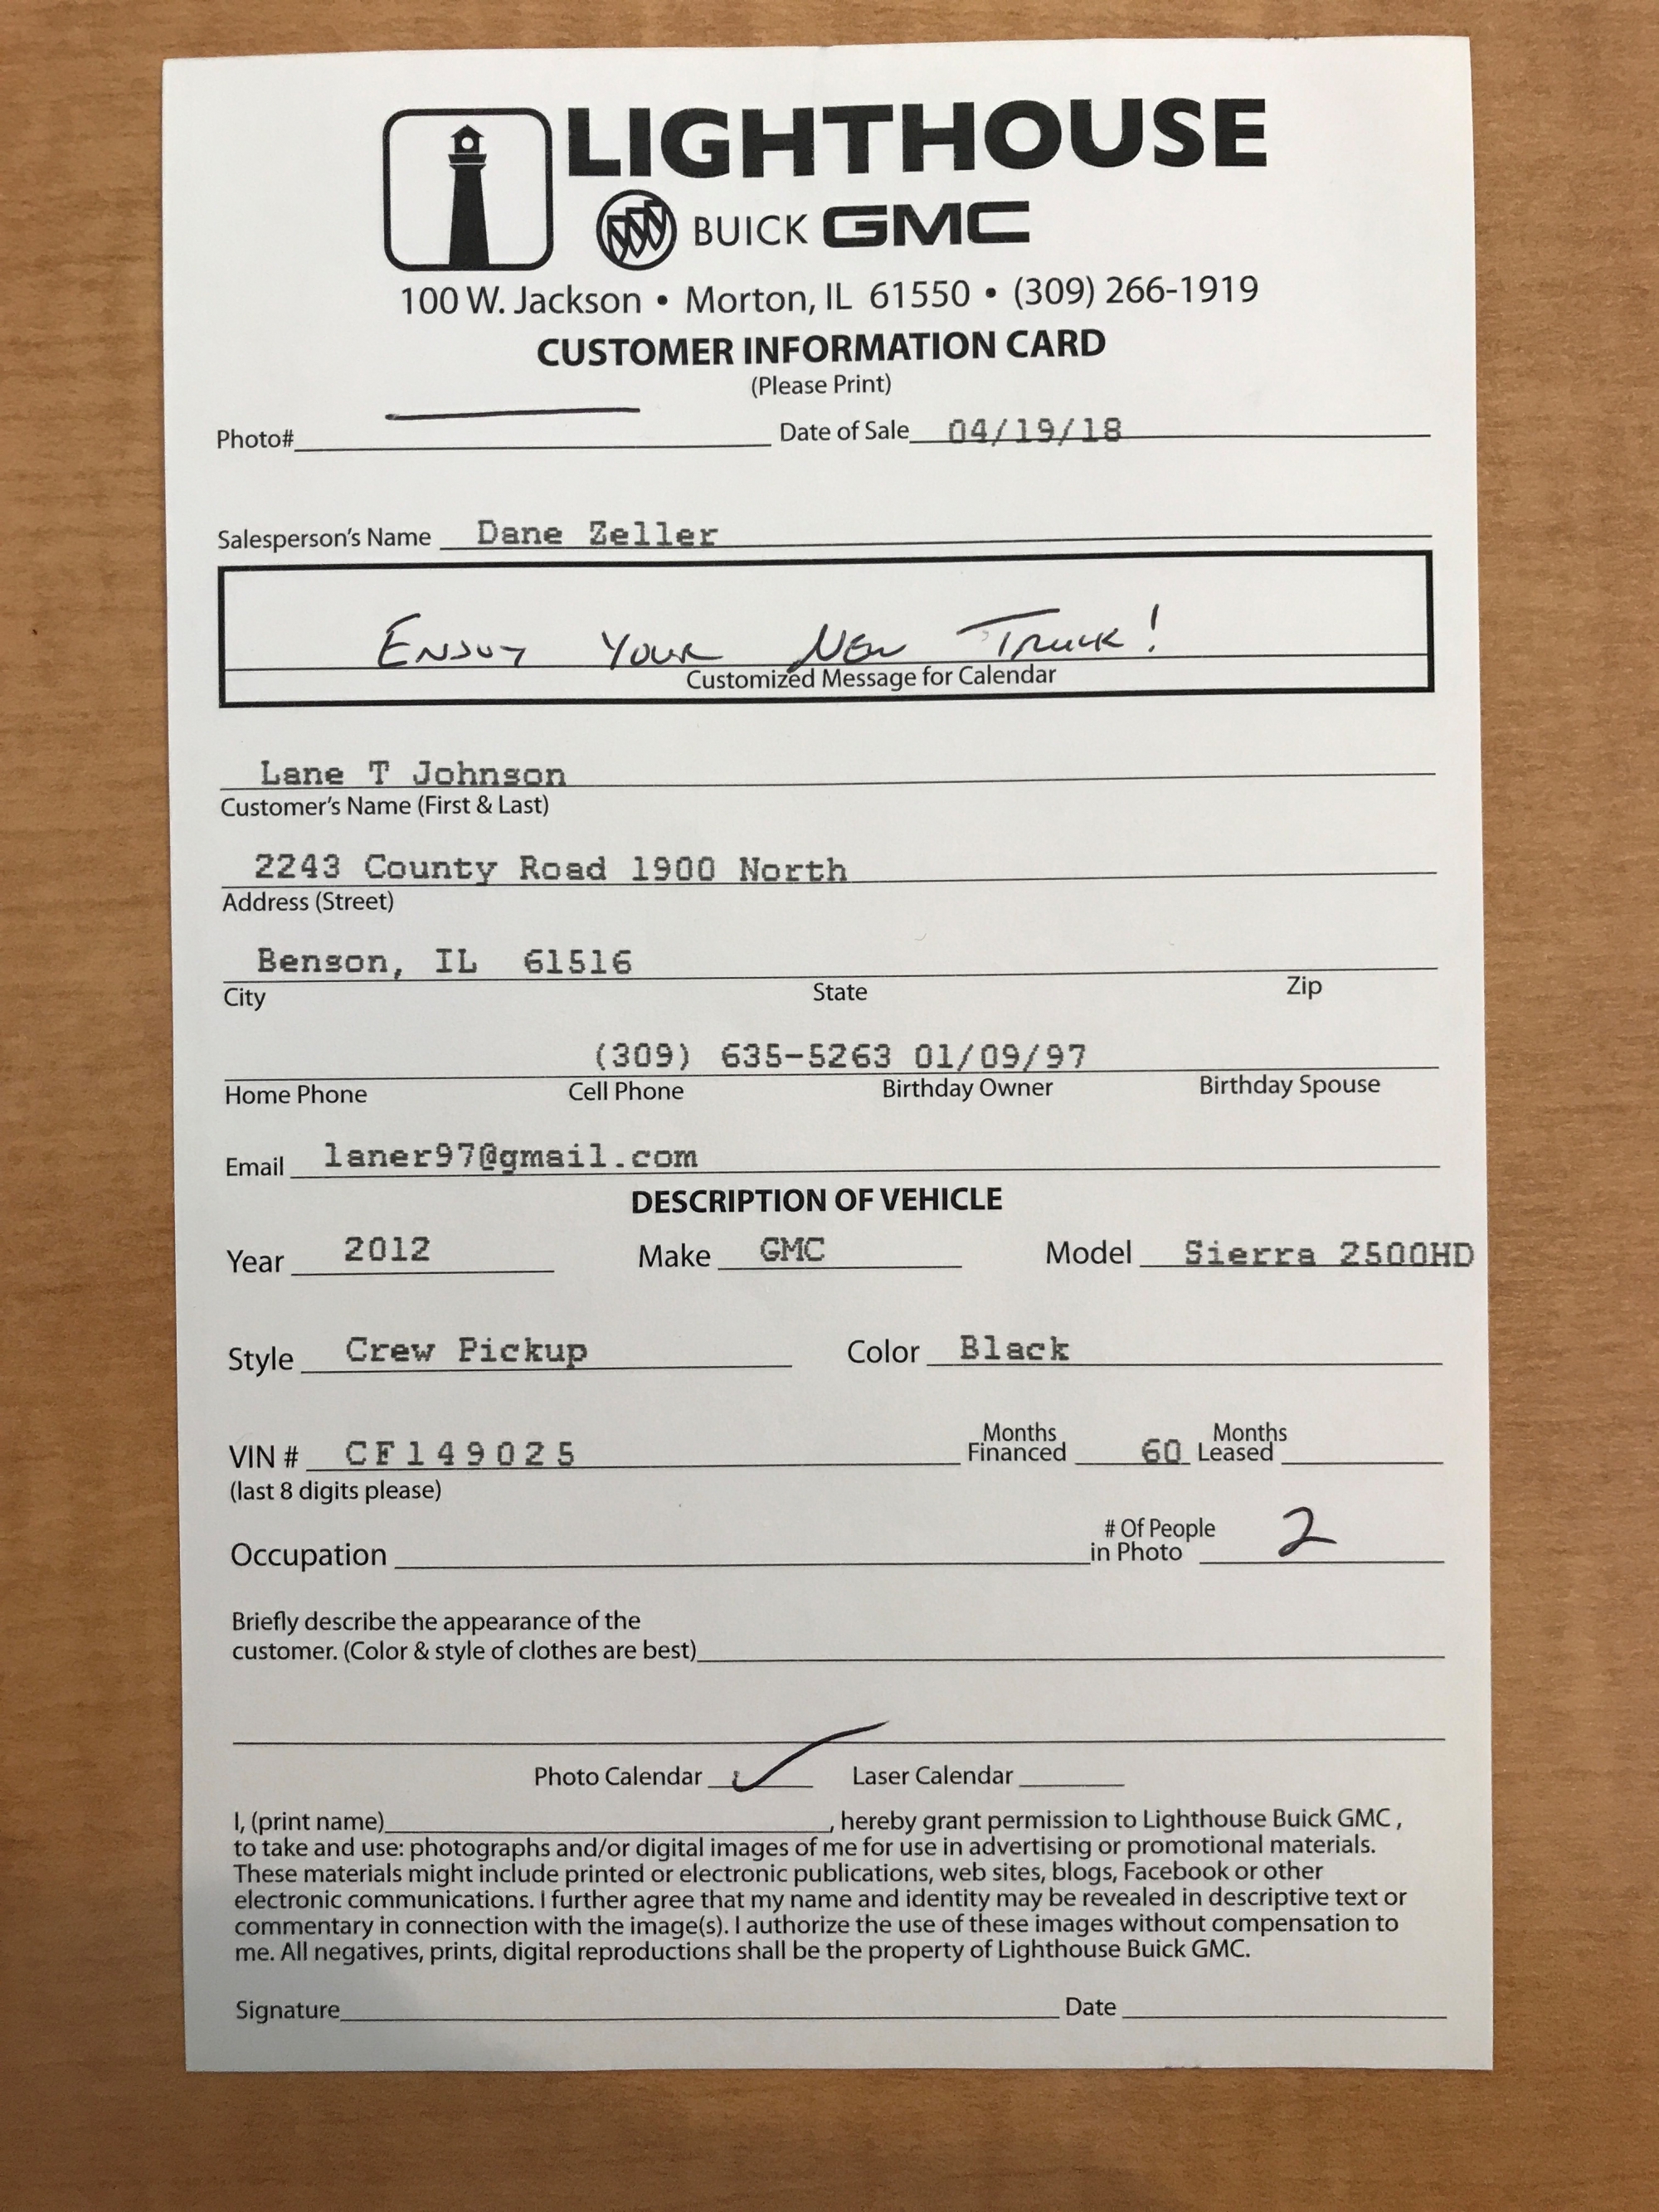 LIGHTHOUSE
BUICK GMC
100 W. Jackson • Morton, IL 61550 • (309) 266-1919
CUSTOMER INFORMATION CARD
(Please Print)
Photo# Date of Sale 04/19/18
Salesperson's Name Dane Zeller
ENJOY YOUR NEW TRUCK!
Customized Message for Calendar
Lane T Johnson
Customer's Name (First & Last)
2243 County Road 1900 North
Address (Street)
Benson, IL 61516
City State Zip
(309) 635-5263 01/09/97
Home Phone Cell Phone Birthday Owner Birthday Spouse
Email laner97@gmail.com
DESCRIPTION OF VEHICLE
Year 2012 Make GMC Model Sierra 2500HD
Style Crew Pickup Color Black
VIN # CF149025 Months Financed 60 Months Leased
(last 8 digits please)
Occupation # Of People in Photo 2
Briefly describe the appearance of the
customer. (Color & style of clothes are best)
Photo Calendar ✓ Laser Calendar
I, (print name) , hereby grant permission to Lighthouse Buick GMC ,
to take and use: photographs and/or digital images of me for use in advertising or promotional materials.
These materials might include printed or electronic publications, web sites, blogs, Facebook or other
electronic communications. I further agree that my name and identity may be revealed in descriptive text or
commentary in connection with the image(s). I authorize the use of these images without compensation to
me. All negatives, prints, digital reproductions shall be the property of Lighthouse Buick GMC.
Signature Date